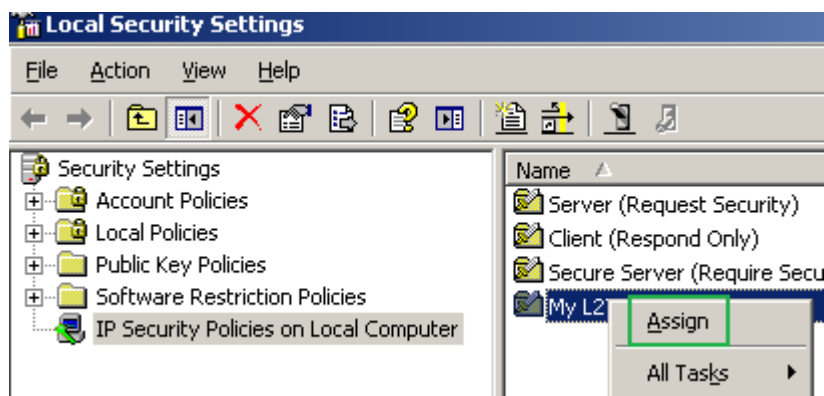 Local Security Settings
File Action View Help
Security Settings
Account Policies
Local Policies
Public Key Policies
Software Restriction Policies
IP Security Policies on Local Computer
Name
Server (Request Security)
Client (Respond Only)
Secure Server (Require Secu
My L2
Assign
All Tasks